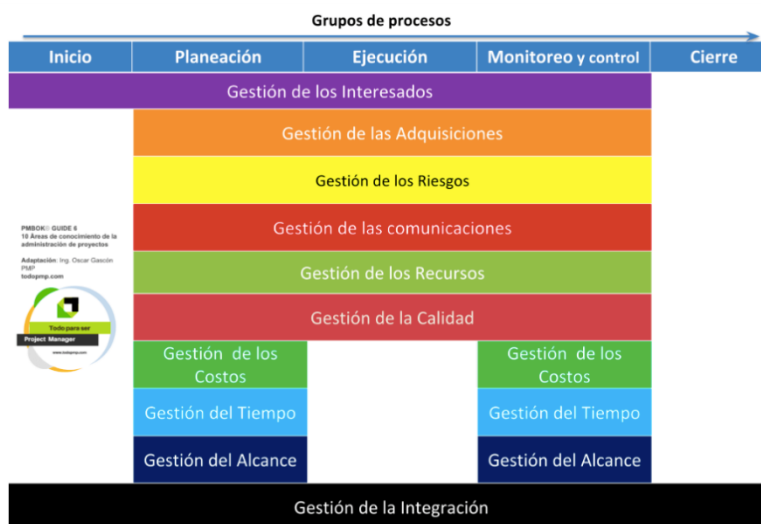 Grupos de procesos
Inicio
Planeación
Ejecución
Monitoreo y control
Cierre
Gestión de los Interesados
Gestión de las Adquisiciones
Gestión de los Riesgos
Gestión de las comunicaciones
Gestión de los Recursos
Gestión de la Calidad
Gestión de los
Costos
Gestión de los
Costos
Gestión del Tiempo
Gestión del Tiempo
Gestión del Alcance
Gestión del Alcance
Gestión de la Integración
PMBOK® GUIDE 6
10 Áreas de conocimiento de la
administración de proyectos
Adaptación: Ing. Oscar Gascón
PMP
todopmp.com
Todo para ser
Project Manager
www.todopmp.com